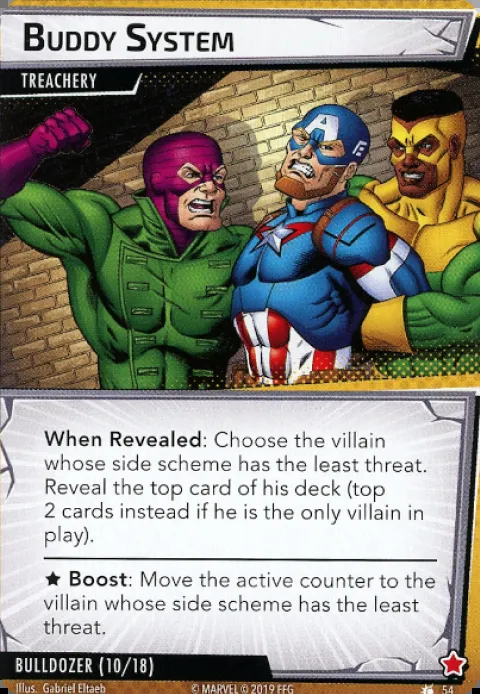 BUDDY SYSTEM
TREACHERY
A
When Revealed: Choose the villain
whose side scheme has the least threat.
Reveal the top card of his deck (top
2 cards instead if he is the only villain in
play).
★ Boost: Move the active counter to the
villain whose side scheme has the least
threat.
BULLDOZER (10/18)
Illus. Gabriel Eltaeb
© MARVEL © 2019 FFG
54